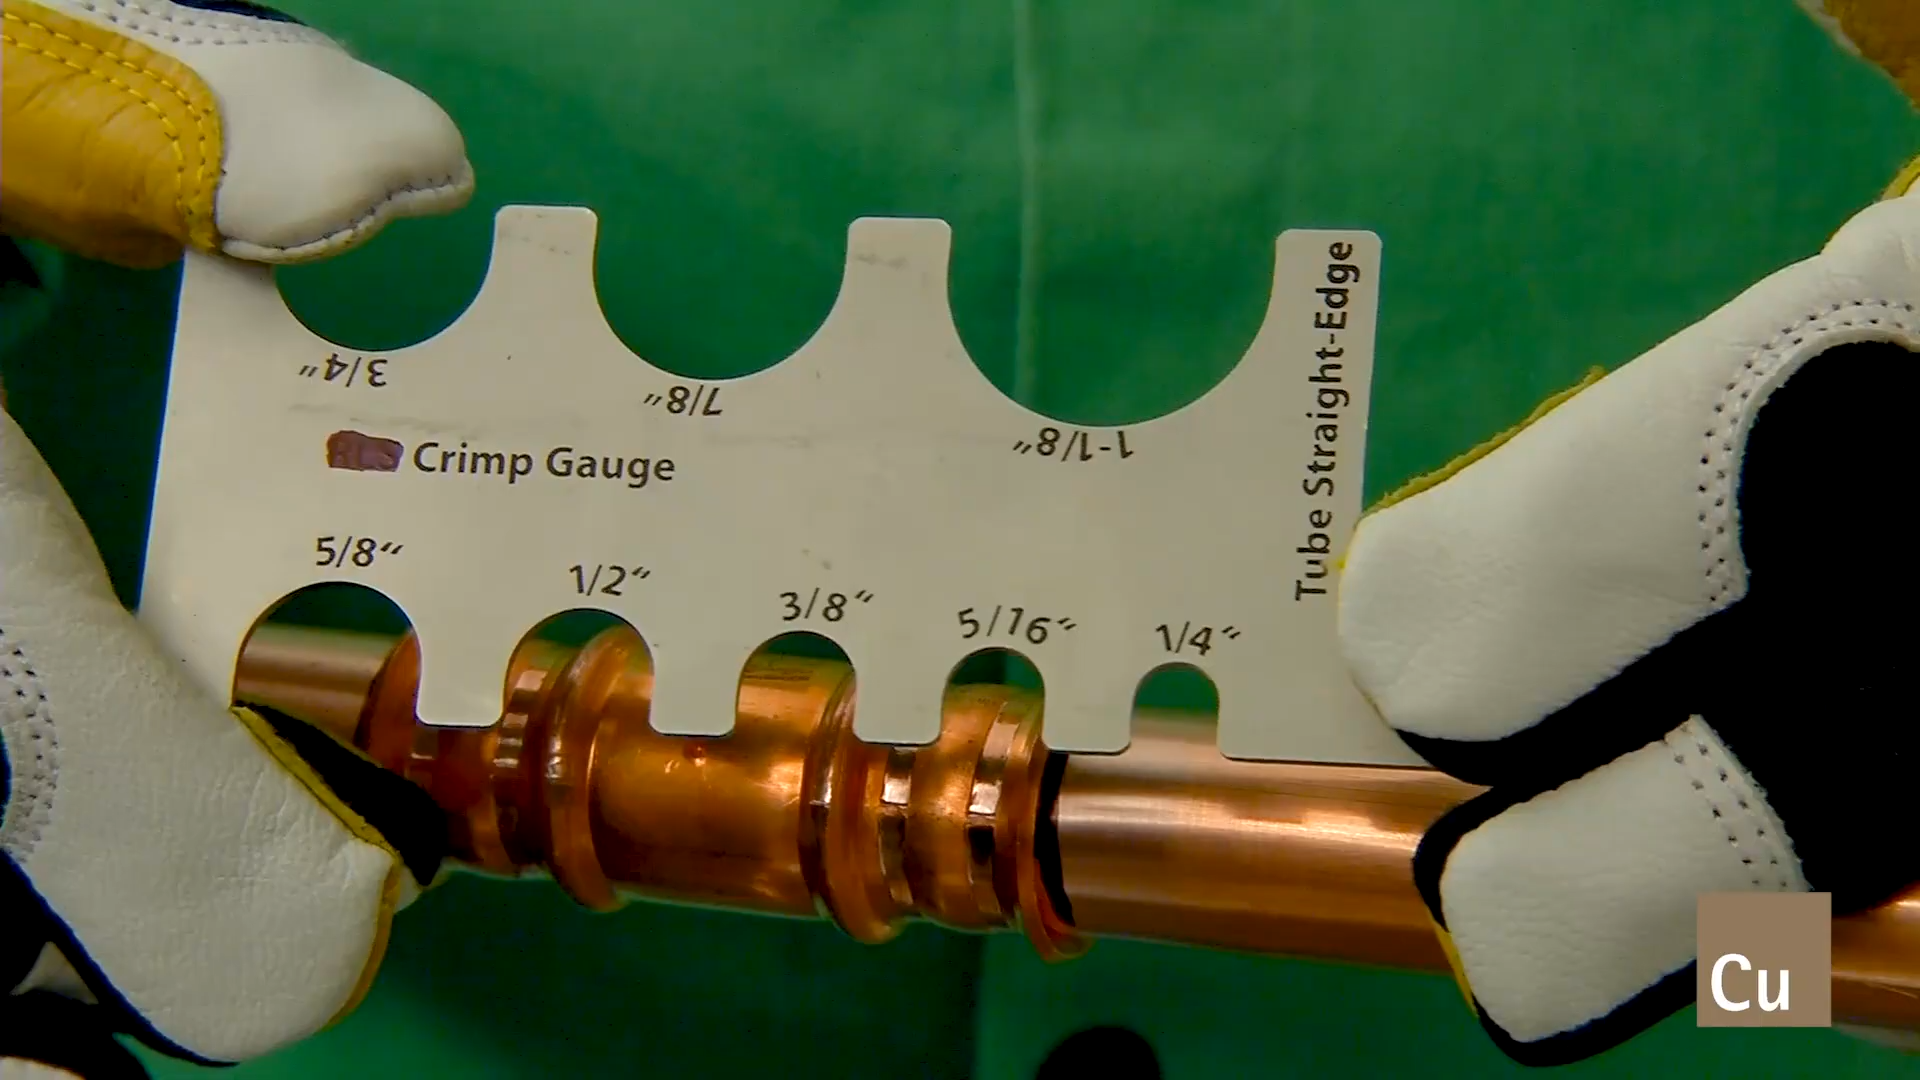 3/4"
7/8"
1-1/8"
Crimp Gauge
Tube Straight-Edge
5/8"
1/2"
3/8"
5/16"
1/4"
Cu